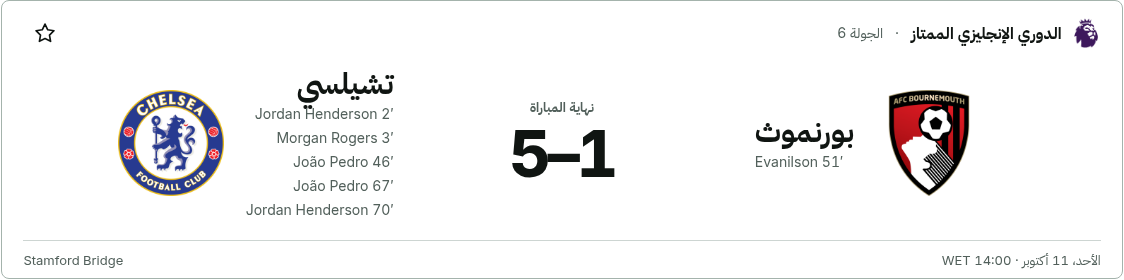 الدوري الإنجليزي الممتاز · الجولة 6
AFC BOURNEMOUTH
بورنموث
Evanilson 51′
نهاية المباراة
5–1
تشيلسي
Jordan Henderson 2′
Morgan Rogers 3′
João Pedro 46′
João Pedro 67′
Jordan Henderson 70′
CHELSEA
FOOTBALL CLUB
الأحد، 11 أكتوبر · 14:00 WET
Stamford Bridge